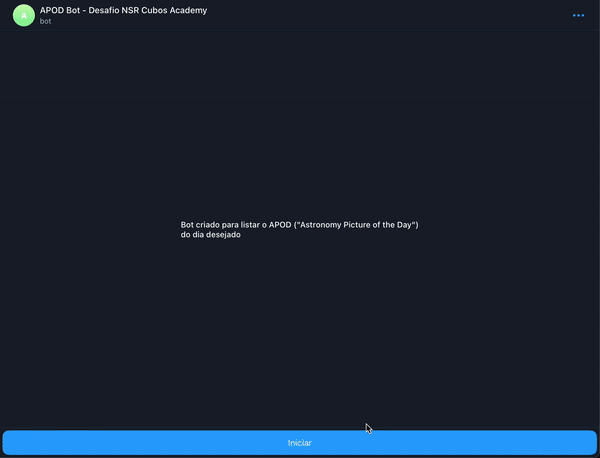 APOD Bot - Desafio NSR Cubos Academy
bot
A
Bot criado para listar o APOD ("Astronomy Picture of the Day")
do dia desejado
Iniciar